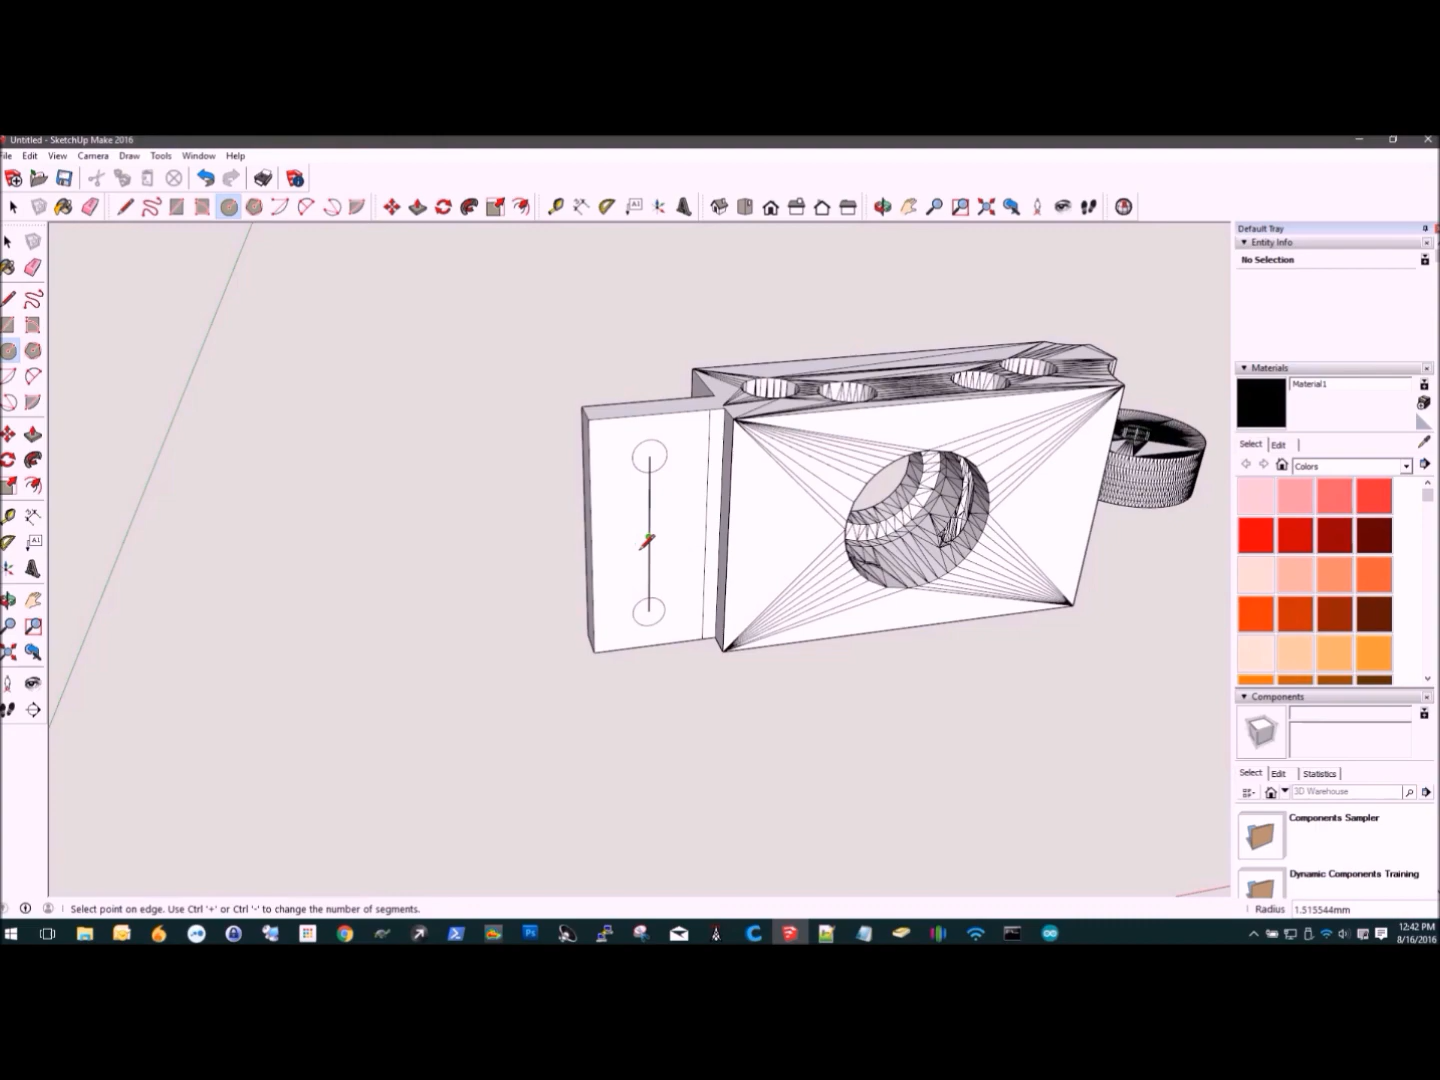 Untitled - SketchUp Make 2016
File Edit View Camera Draw Tools Window Help
Default Tray
Entity Info
No Selection
Materials
Material1
Select Edit
Colors
Components
Select Edit Statistics
3D Warehouse
Components Sampler
Dynamic Components Training
Select point on edge. Use Ctrl '+' or Ctrl '-' to change the number of segments.
Radius 1.515544mm
12:42 PM
8/16/2016